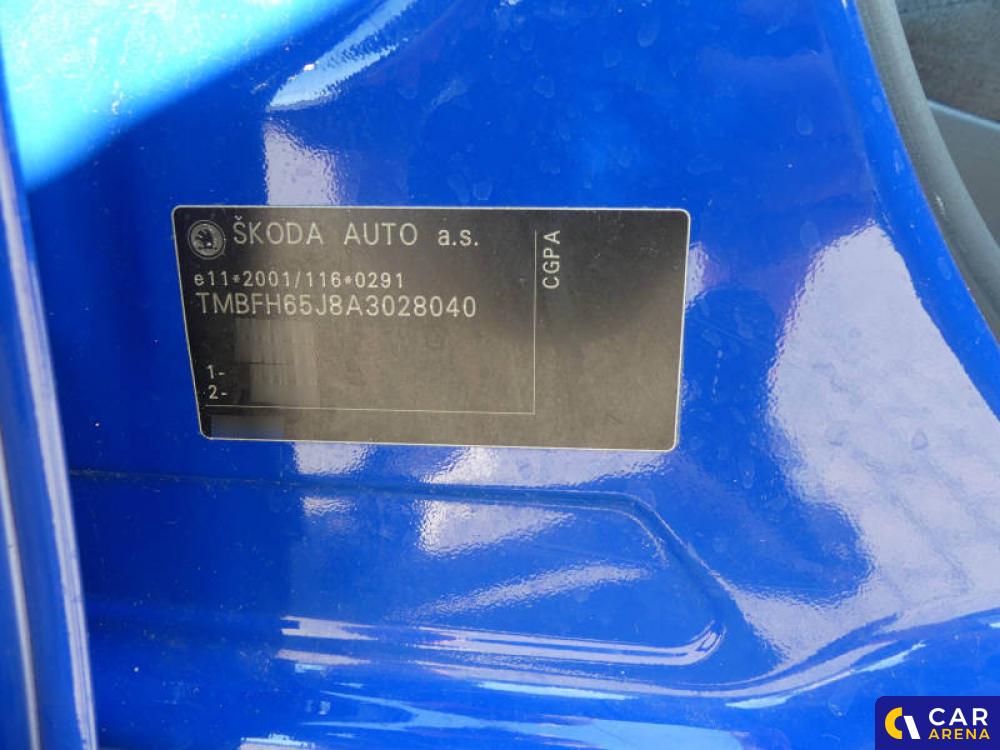 ŠKODA AUTO a.s.
e11*2001/116*0291
TMBFH65J8A3028040
1-
2-
CGPA
CAR
ARENA